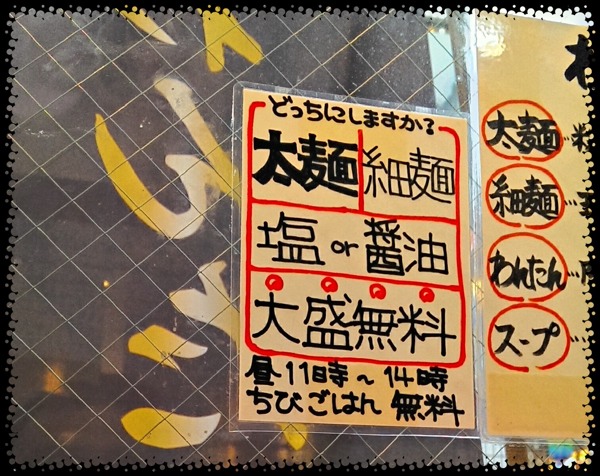 どっちにしますか?
太麺 細麺
塩 or 醤油
大盛無料
昼11時~14時
ちびごはん 無料
太麺
細麺
わんたん
スープ